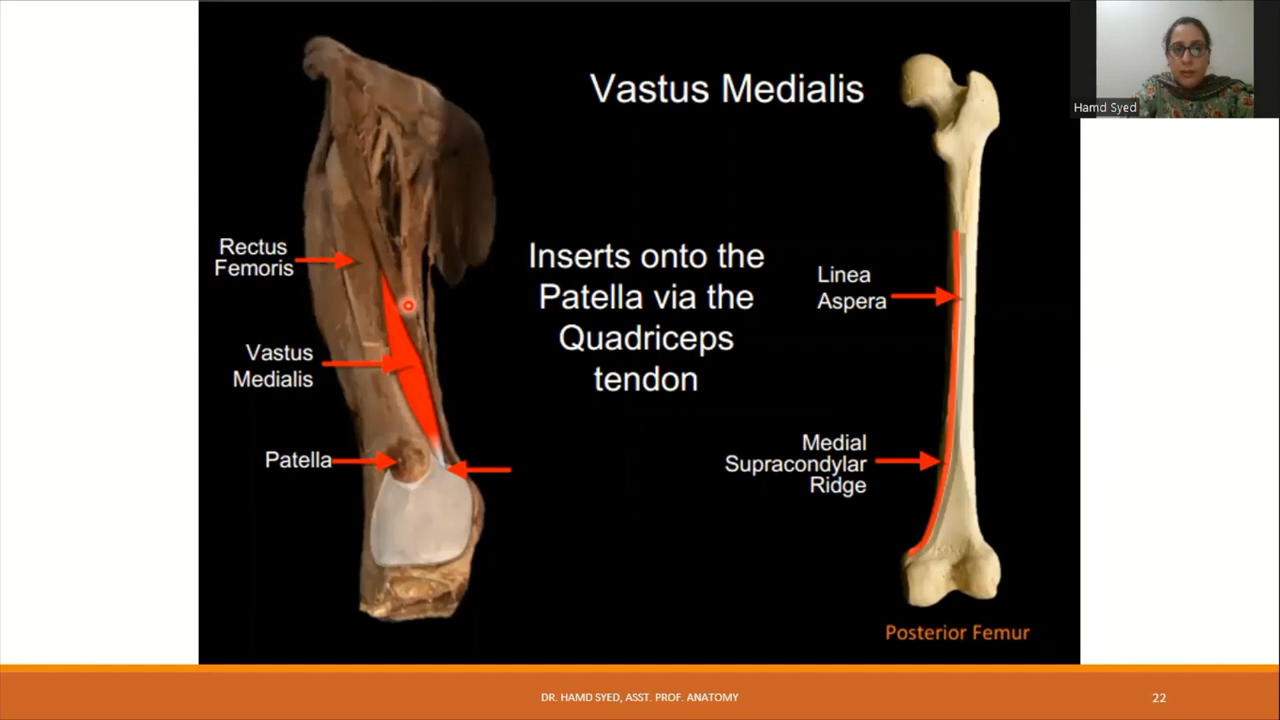 Vastus Medialis
Hamd Syed
Rectus
Femoris
Inserts onto the
Patella via the
Quadriceps
tendon
Linea
Aspera
Vastus
Medialis
Patella
Medial
Supracondylar
Ridge
Posterior Femur
DR. HAMD SYED, ASST. PROF. ANATOMY
22